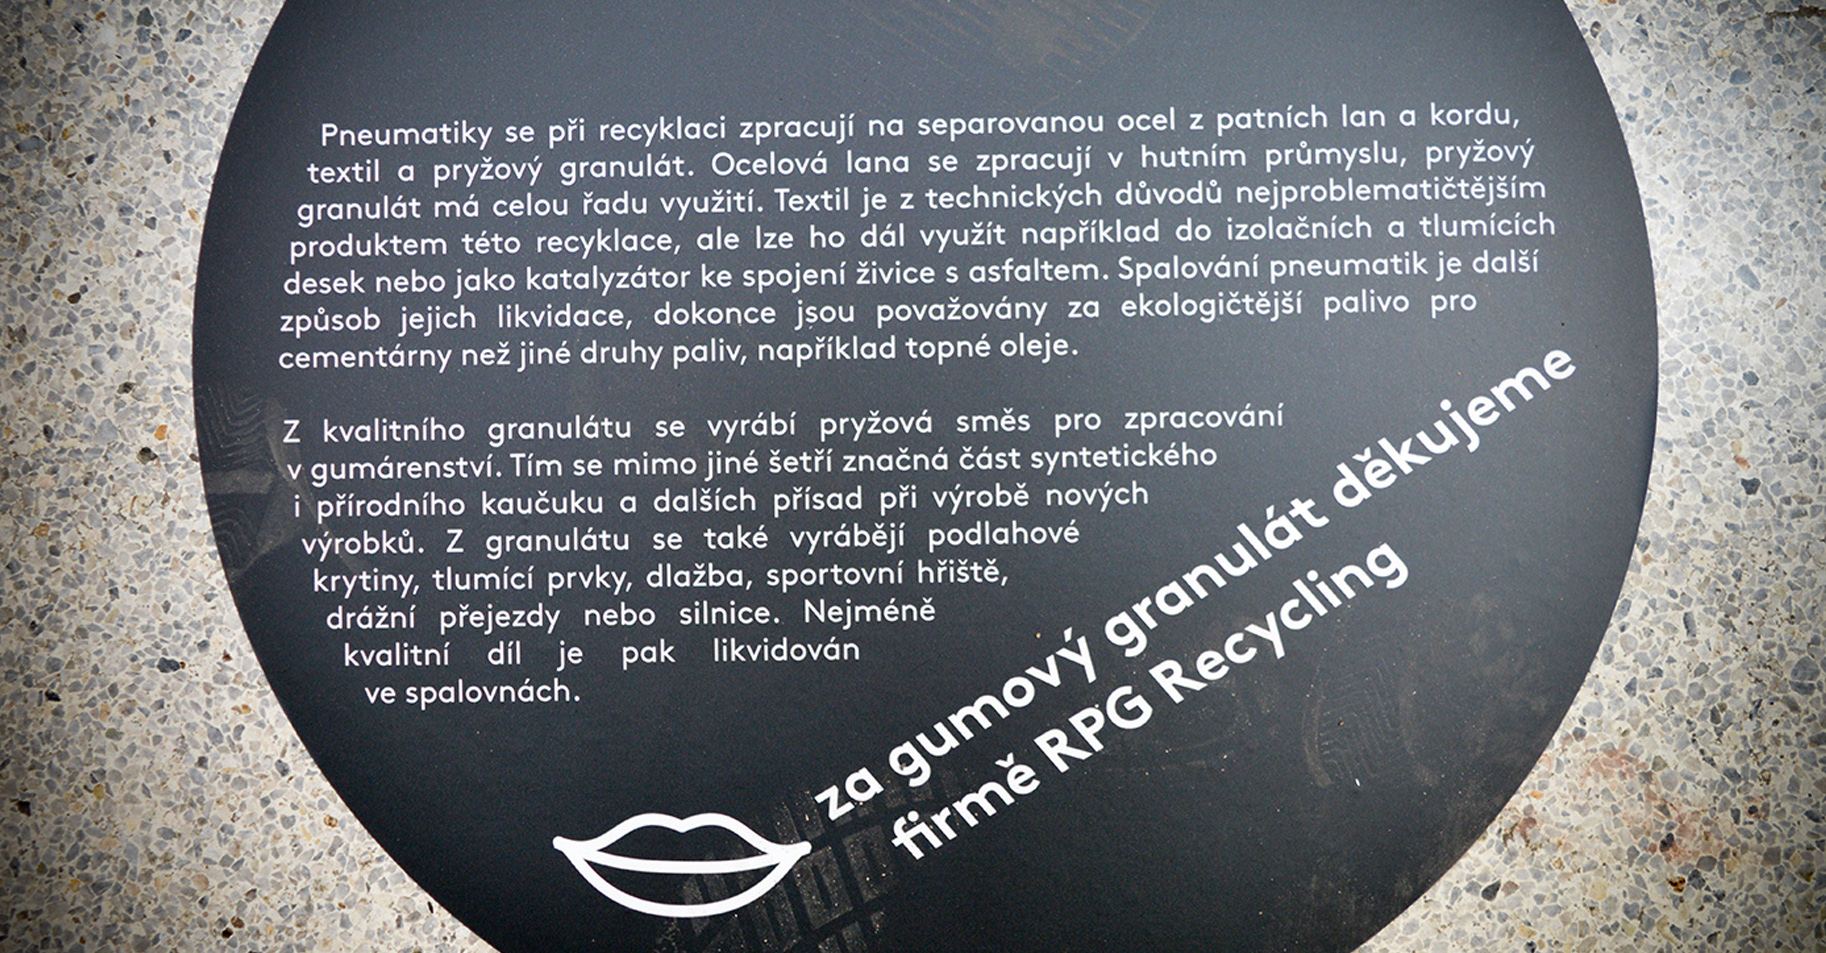 Pneumatiky se při recyklaci zpracují na separovanou ocel z patních lan a kordu,
textil a pryžový granulát. Ocelová lana se zpracují v hutním průmyslu, pryžový
granulát má celou řadu využití. Textil je z technických důvodů nejproblematičtějším
produktem této recyklace, ale lze ho dál využít například do izolačních a tlumících
desek nebo jako katalyzátor ke spojení živice s asfaltem. Spalování pneumatik je další
způsob jejich likvidace, dokonce jsou považovány za ekologičtější palivo pro
cementárny než jiné druhy paliv, například topné oleje.
Z kvalitního granulátu se vyrábí pryžová směs pro zpracování
v gumárenství. Tím se mimo jiné šetří značná část syntetického
i přírodního kaučuku a dalších přísad při výrobě nových
výrobků. Z granulátu se také vyrábějí podlahové
krytiny, tlumící prvky, dlažba, sportovní hřiště,
drážní přejezdy nebo silnice. Nejméně
kvalitní díl je pak likvidován
ve spalovnách.
za gumový granulát děkujeme
firmě RPG Recycling